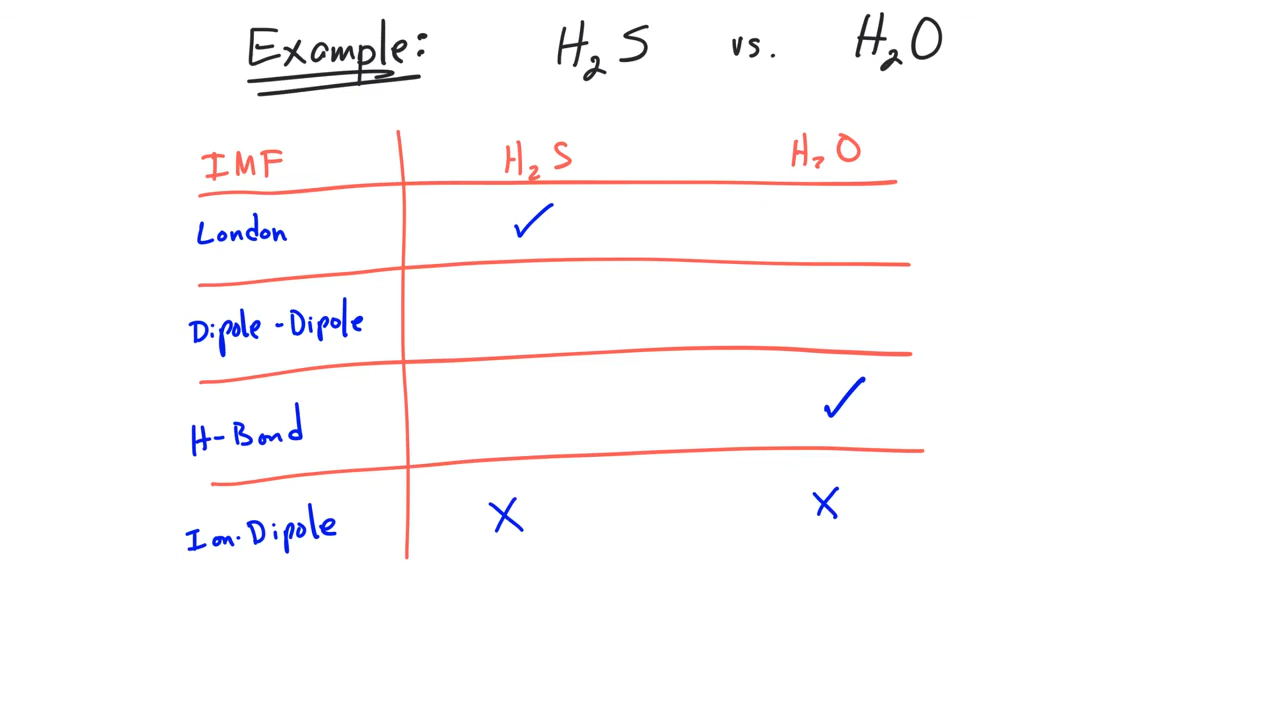 Example: H₂S vs. H₂O
IMF H₂S H₂O
London ✓
Dipole-Dipole
H-Bond ✓
Ion-Dipole X X